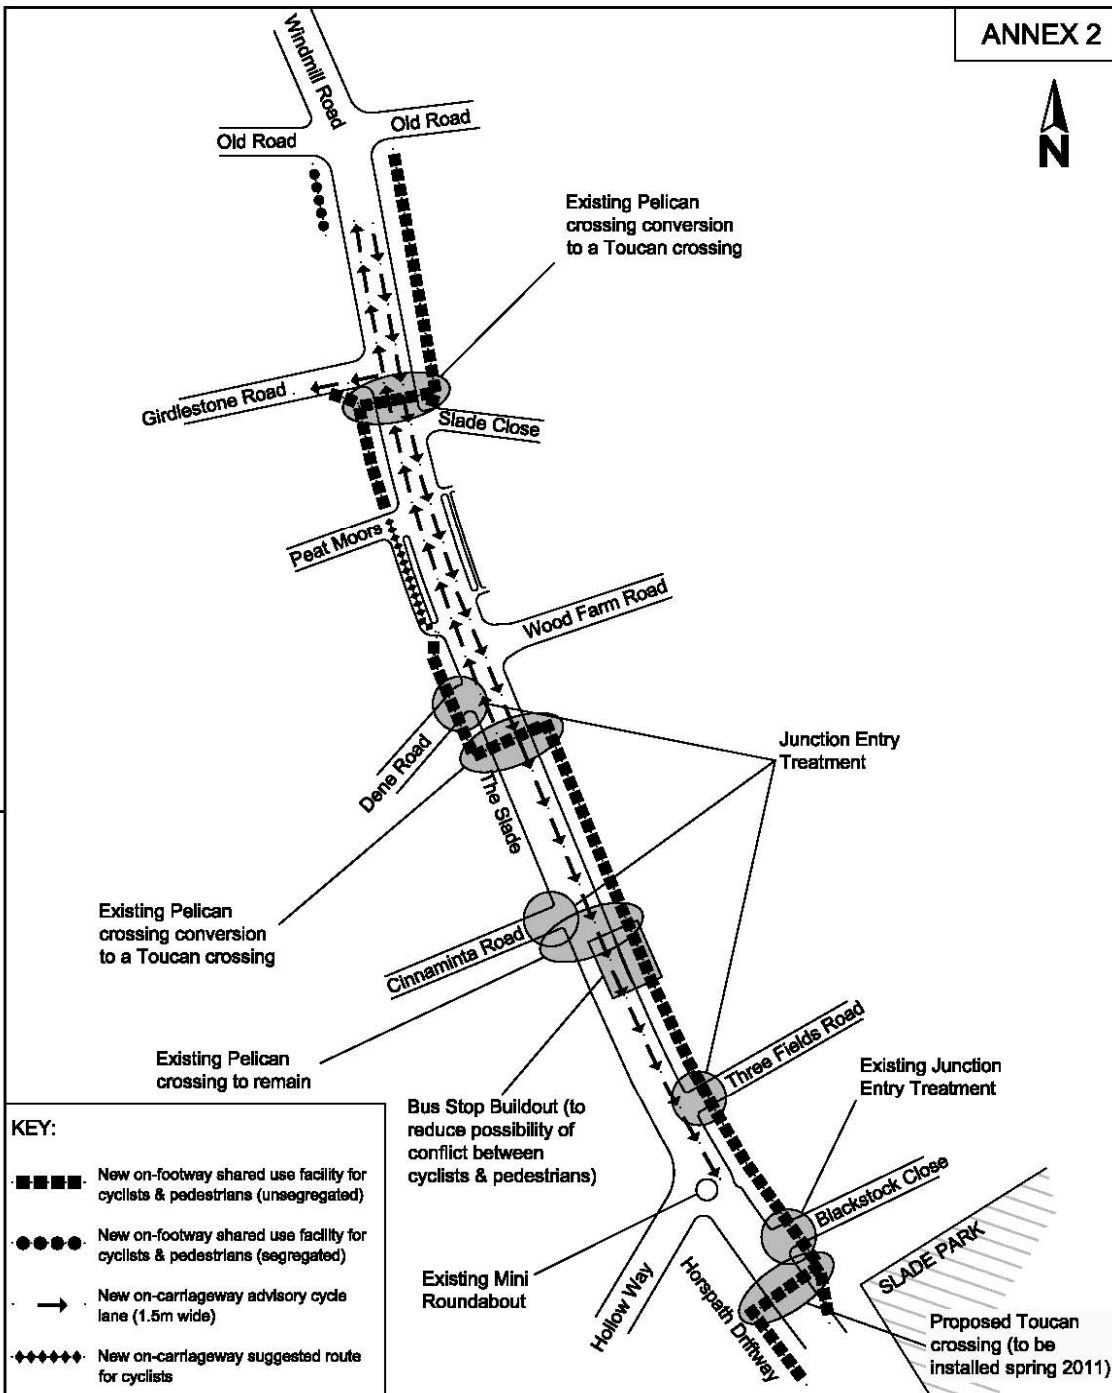 ANNEX 2
N
Windmill Road
Old Road
Old Road
Existing Pelican
crossing conversion
to a Toucan crossing
Girdlestone Road
Slade Close
Peat Moors
Wood Farm Road
Dene Road
The Slade
Junction Entry
Treatment
Existing Pelican
crossing conversion
to a Toucan crossing
Cinnaminta Road
Existing Pelican
crossing to remain
Bus Stop Buildout (to
reduce possibility of
conflict between
cyclists & pedestrians)
Three Fields Road
Existing Junction
Entry Treatment
Blackstock Close
SLADE PARK
Existing Mini
Roundabout
Hollow Way
Horspath Driftway
Proposed Toucan
crossing (to be
installed spring 2011)
KEY:
New on-footway shared use facility for
cyclists & pedestrians (unsegregated)
New on-footway shared use facility for
cyclists & pedestrians (segregated)
New on-carriageway advisory cycle
lane (1.5m wide)
New on-carriageway suggested route
for cyclists